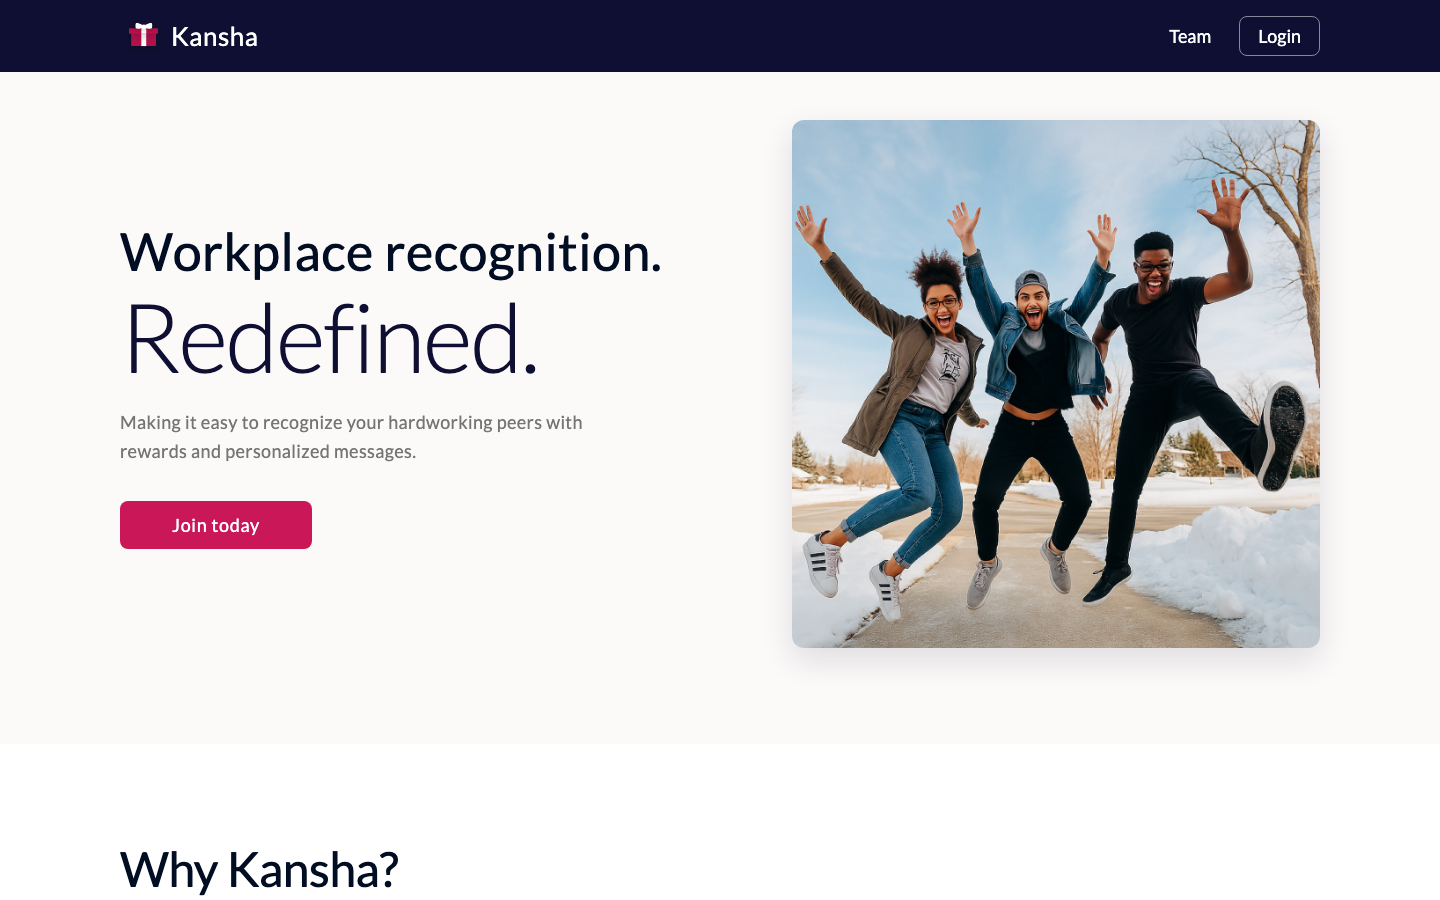 Kansha
Team
Login
Workplace recognition.
Redefined.
Making it easy to recognize your hardworking peers with
rewards and personalized messages.
Join today
Why Kansha?